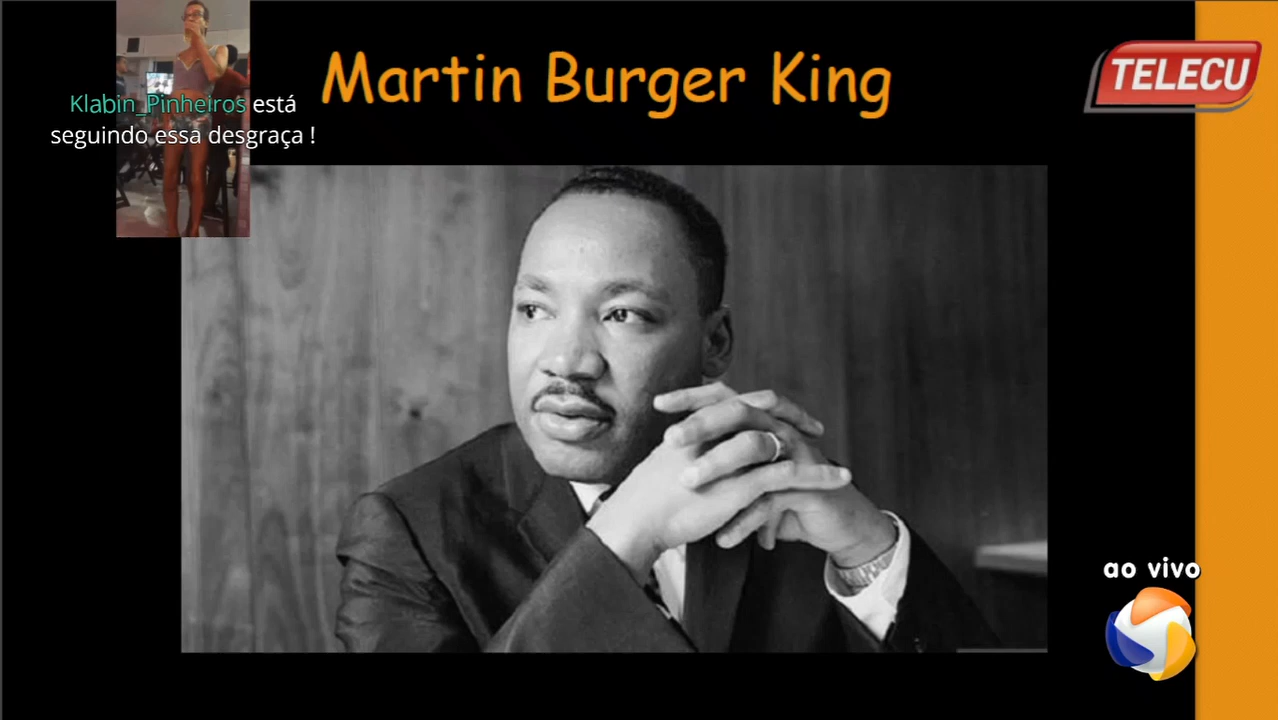 Martin Burger King
TELECU
Klabin_Pinheiros está
seguindo essa desgraça !
ao vivo